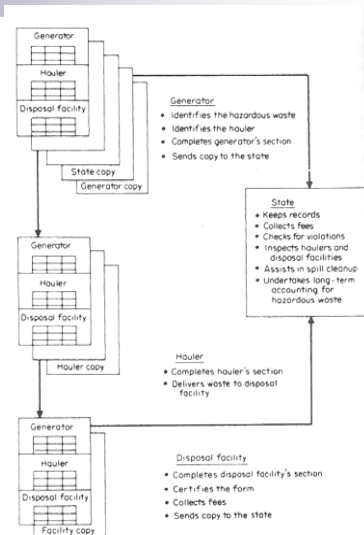 Generator
Hauler
Disposal facility
State copy
Generator copy
Generator
• Identifies the hazardous waste
• Identifies the hauler
• Completes generator's section
• Sends copy to the state
State
• Keeps records
• Collects fees
• Checks for violations
• Inspects haulers and
disposal facilities
• Assists in spill cleanup
• Undertakes long-term
accounting for
hazardous waste
Generator
Hauler
Disposal facility
Hauler copy
Hauler
• Completes hauler's section
• Delivers waste to disposal
facility
Generator
Hauler
Disposal facility
Facility copy
Disposal facility
• Completes disposal facility's section
• Certifies the form
• Collects fees
• Sends copy to the state